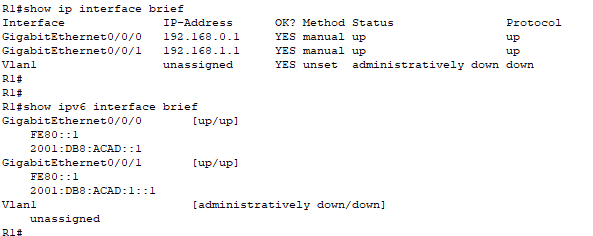 R1#show ip interface brief
Interface              IP-Address      OK? Method Status                Protocol
GigabitEthernet0/0/0   192.168.0.1     YES manual up                    up
GigabitEthernet0/0/1   192.168.1.1     YES manual up                    up
Vlan1                  unassigned      YES unset  administratively down down
R1#
R1#
R1#show ipv6 interface brief
GigabitEthernet0/0/0       [up/up]
    FE80::1
    2001:DB8:ACAD::1
GigabitEthernet0/0/1       [up/up]
    FE80::1
    2001:DB8:ACAD:1::1
Vlan1                      [administratively down/down]
    unassigned
R1#